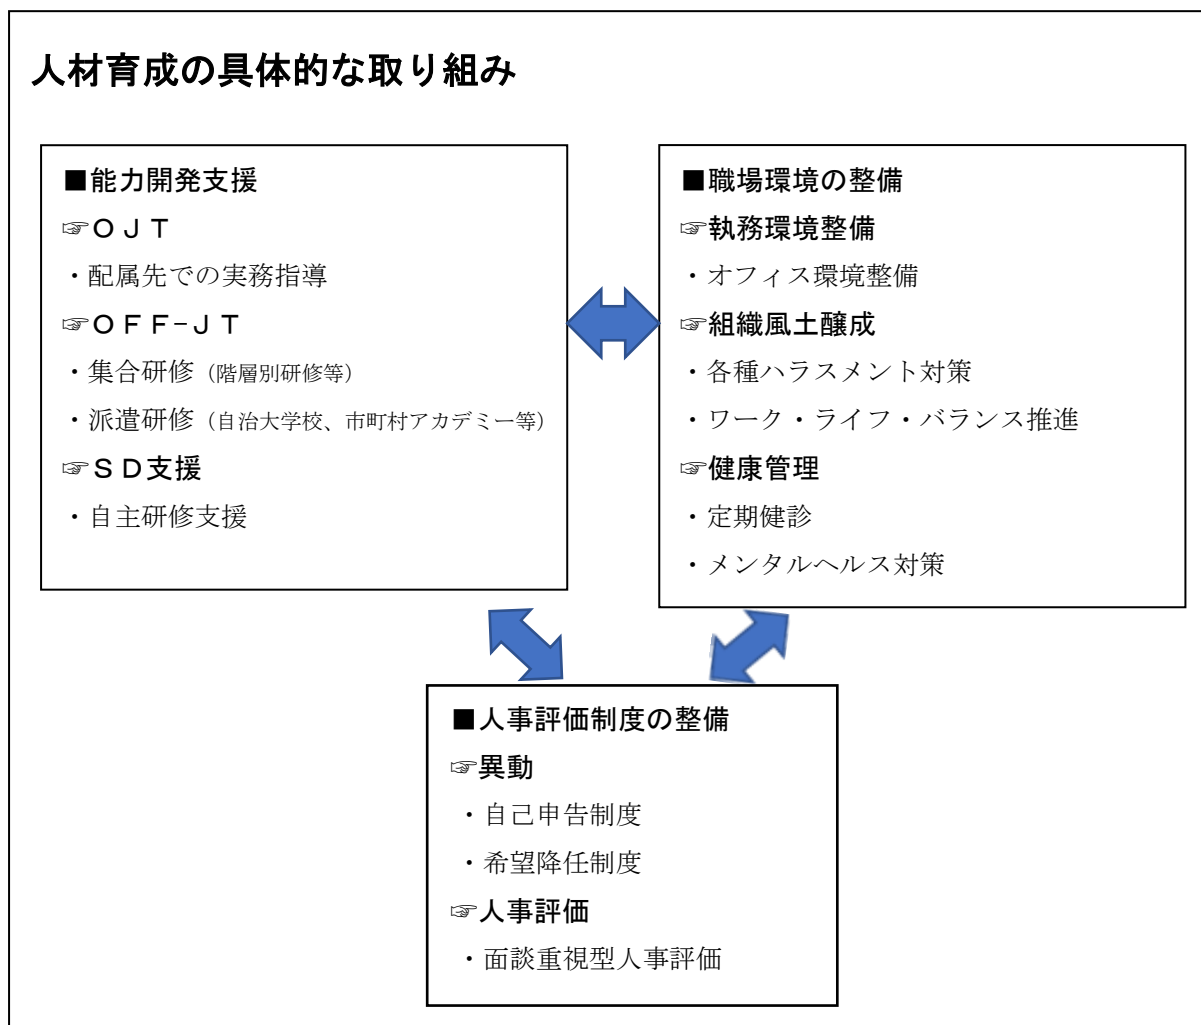 人材育成の具体的な取り組み
■能力開発支援
☞ＯＪＴ
・配属先での実務指導
☞ＯＦＦ−ＪＴ
・集合研修（階層別研修等）
・派遣研修（自治大学校、市町村アカデミー等）
☞ＳＤ支援
・自主研修支援
■職場環境の整備
☞執務環境整備
・オフィス環境整備
☞組織風土醸成
・各種ハラスメント対策
・ワーク・ライフ・バランス推進
☞健康管理
・定期健診
・メンタルヘルス対策
■人事評価制度の整備
☞異動
・自己申告制度
・希望降任制度
☞人事評価
・面談重視型人事評価